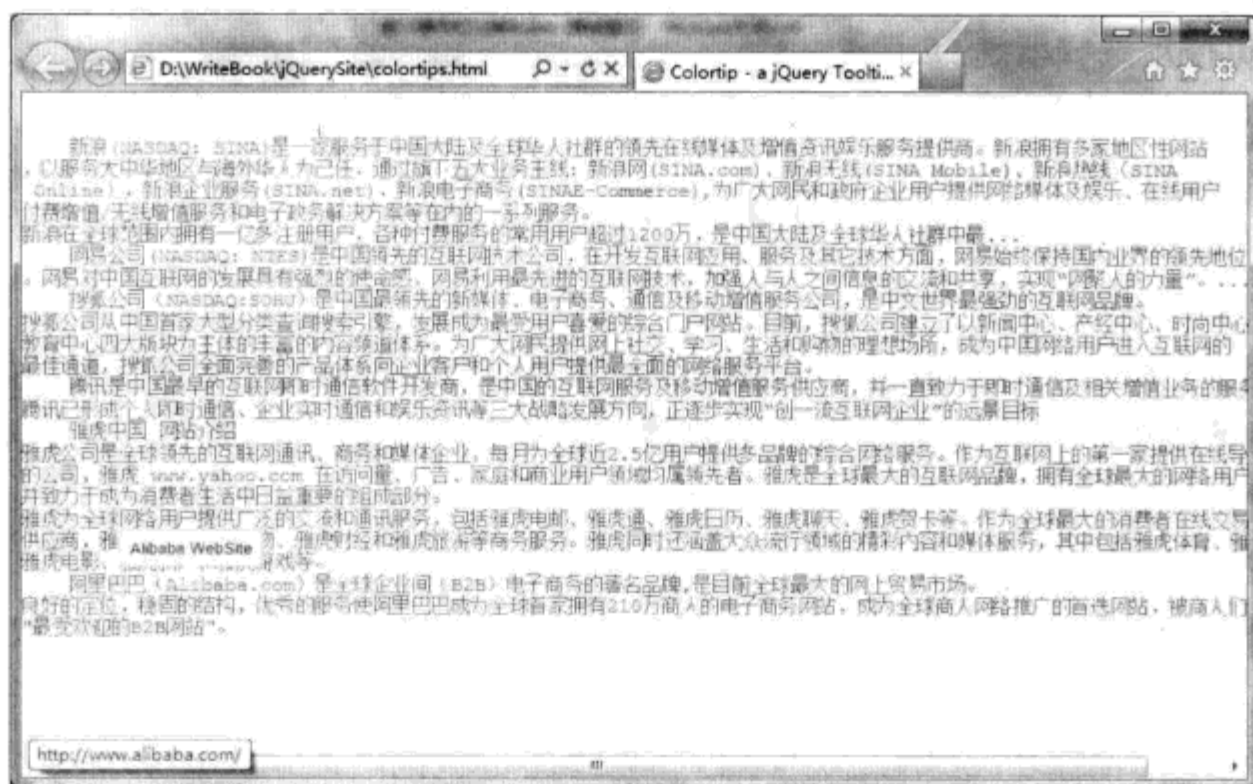 D:\WriteBook\jQuerySite\colortips.html
Colortip - a jQuery Toolti...
新浪(NASDAQ: SINA)是一家服务于中国大陆及全球华人社群的领先在线媒体及增值资讯娱乐服务提供商。新浪拥有多家地区性网站
，以服务大中华地区与海外华人为己任，通过旗下五大业务主线：新浪网(SINA.com)、新浪无线(SINA Mobile)、新浪热线（SINA
Online）、新浪企业服务(SINA.net)、新浪电子商务(SINAE-Commerce),为广大网民和政府企业用户提供网络媒体及娱乐、在线用户
付费增值/无线增值服务和电子政务解决方案等在内的一系列服务。
新浪在全球范围内拥有一亿多注册用户，各种付费服务的常用用户超过1200万，是中国大陆及全球华人社群中最...
网易公司(NASDAQ: NTES)是中国领先的互联网技术公司，在开发互联网应用、服务及其它技术方面，网易始终保持国内业界的领先地位
。网易对中国互联网的发展具有强烈的使命感，网易利用最先进的互联网技术，加强人与人之间信息的交流和共享，实现"网聚人的力量"。...
搜狐公司（NASDAQ:SOHU）是中国最领先的新媒体、电子商务、通信及移动增值服务公司，是中文世界最强劲的互联网品牌。
搜狐公司从中国首家大型分类查询搜索引擎，发展成为最受用户喜爱的综合门户网站。目前，搜狐公司建立了以新闻中心、产经中心、时尚中心
教育中心四大版块为主体的丰富的内容频道体系。为广大网民提供网上社交、学习、生活和购物的理想场所，成为中国网络用户进入互联网的
最佳通道，搜狐公司全面完善的产品体系向企业客户和个人用户提供最全面的网络服务平台。
腾讯是中国最早的互联网即时通信软件开发商，是中国的互联网服务及移动增值服务供应商，并一直致力于即时通信及相关增值业务的服务
腾讯已形成个人即时通信、企业实时通信和娱乐资讯等三大战略发展方向，正逐步实现"创一流互联网企业"的远景目标
雅虎中国 网站介绍
雅虎公司是全球领先的互联网通讯、商务和媒体企业，每月为全球近2.5亿用户提供多品牌的综合网络服务。作为互联网上的第一家提供在线导
的公司，雅虎 www.yahoo.com 在访问量、广告、家庭和商业用户领域均属领先者。雅虎是全球最大的互联网品牌，拥有全球最大的网络用户
并致力于成为消费者生活中日益重要的组成部分。
雅虎为全球网络用户提供广泛的交流和通讯服务，包括雅虎电邮、雅虎通、雅虎日历、雅虎聊天、雅虎贺卡等。作为全球最大的消费者在线交易
供应商，雅 物、雅虎财经和雅虎旅游等商务服务。雅虎同时还涵盖大众流行领域的精彩内容和媒体服务，其中包括雅虎体育、雅
Alibaba WebSite
雅虎电影、 游戏等。
阿里巴巴（Alibaba.com）是全球企业间（B2B）电子商务的著名品牌,是目前全球最大的网上贸易市场。
良好的定位，稳固的结构，优秀的服务使阿里巴巴成为全球首家拥有210万商人的电子商务网站，成为全球商人网络推广的首选网站，被商人们
"最受欢迎的B2B网站"。
http://www.alibaba.com/